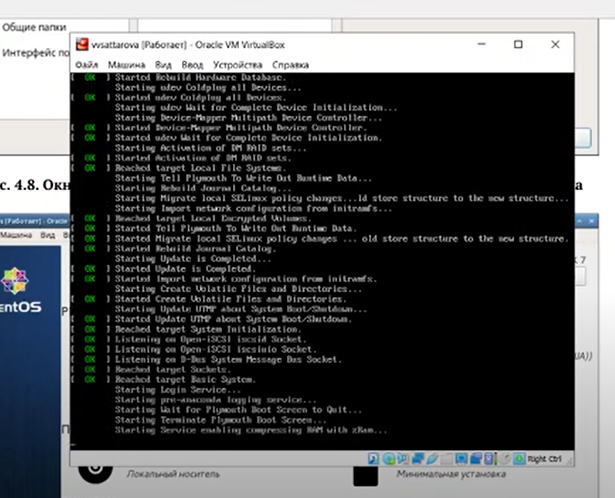 Общие папки
Интерфейс по
vvsattarova [Работает] - Oracle VM VirtualBox
Файл Машина Вид Ввод Устройства Справка
[ OK ] Started Rebuild Hardware Database.
Starting udev Coldplug all Devices...
[ OK ] Started udev Coldplug all Devices.
Starting udev Wait for Complete Device Initialization...
Starting Device-Mapper Multipath Device Controller...
[ OK ] Started Device-Mapper Multipath Device Controller.
[ OK ] Started udev Wait for Complete Device Initialization.
Starting Activation of DM RAID sets...
[ OK ] Started Activation of DM RAID sets.
[ OK ] Reached target Local File Systems.
Starting Tell Plymouth To Write Out Runtime Data...
Starting Rebuild Journal Catalog...
Starting Migrate local SELinux policy changes...ld store structure to the new structure...
Starting Import network configuration from initramfs...
[ OK ] Reached target Local Encrypted Volumes.
[ OK ] Started Tell Plymouth To Write Out Runtime Data.
[ OK ] Started Migrate local SELinux policy changes ... old store structure to the new structure.
[ OK ] Started Rebuild Journal Catalog.
Starting Update is Completed...
[ OK ] Started Update is Completed.
[ OK ] Started Import network configuration from initramfs.
Starting Create Volatile Files and Directories...
[ OK ] Started Create Volatile Files and Directories.
Starting Update UTMP about System Boot/Shutdown...
[ OK ] Started Update UTMP about System Boot/Shutdown.
[ OK ] Reached target System Initialization.
[ OK ] Listening on Open-iSCSI iscsid Socket.
[ OK ] Listening on Open-iSCSI iscsiuio Socket.
[ OK ] Listening on D-Bus System Message Bus Socket.
[ OK ] Reached target Sockets.
[ OK ] Reached target Basic System.
Starting Login Service...
Starting pre-anaconda logging service...
Starting Wait for Plymouth Boot Screen to Quit...
Starting Terminate Plymouth Boot Screen...
Starting Service enabling compressing RAM with zRam...
Right Ctrl
с. 4.8. Окн
а
[Работает] - Oracle
Машина Вид В
entOS
Локальный носитель
Минимальная установка